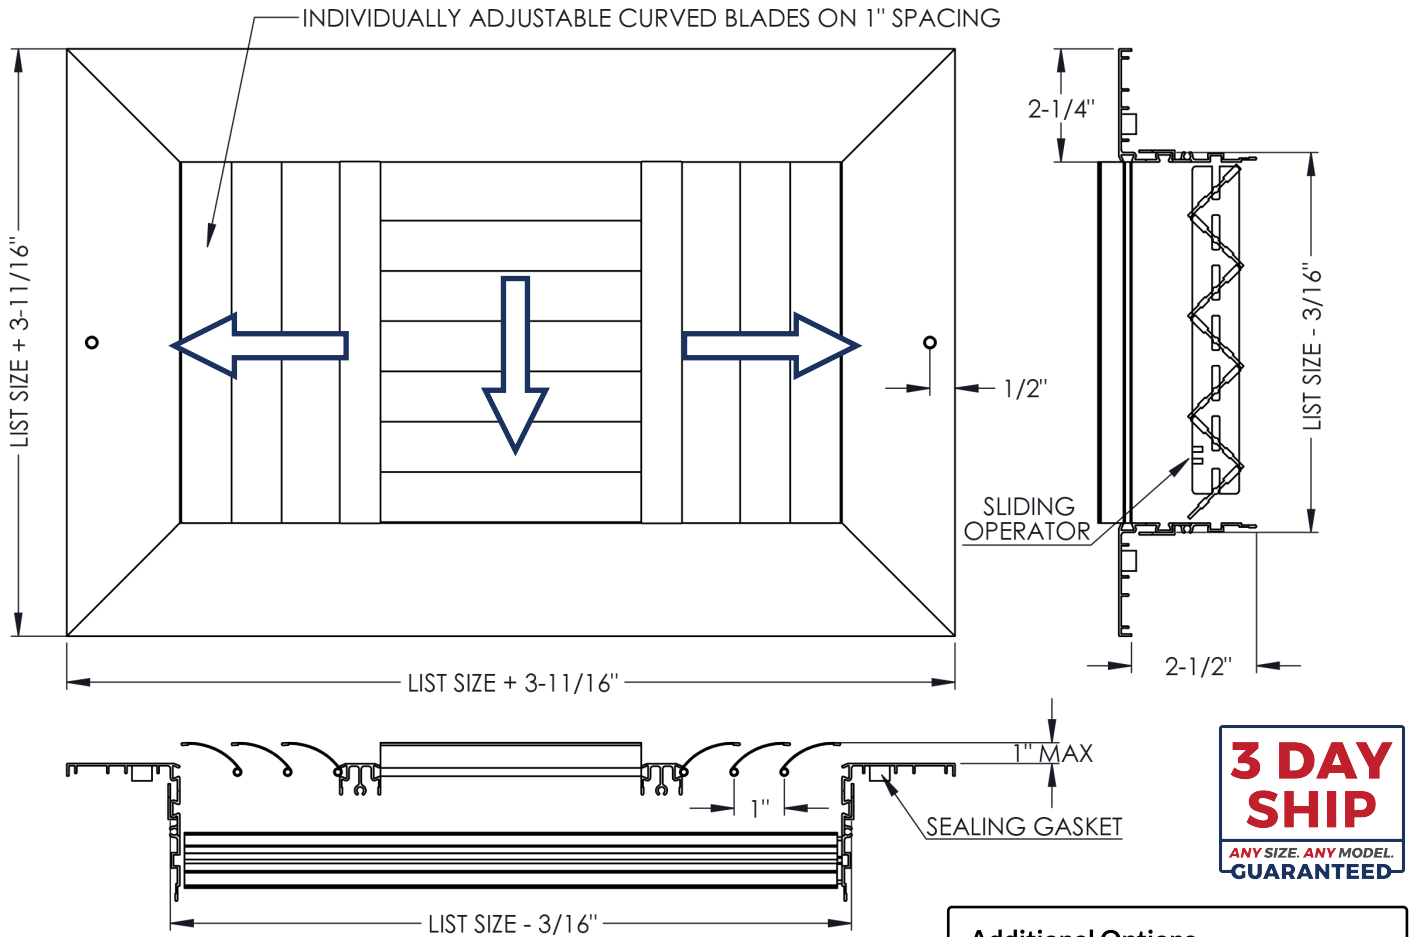 INDIVIDUALLY ADJUSTABLE CURVED BLADES ON 1" SPACING
2-1/4"
LIST SIZE + 3-11/16"
LIST SIZE - 3/16"
1/2"
SLIDING
OPERATOR
2-1/2"
LIST SIZE + 3-11/16"
1" MAX
1"
SEALING GASKET
LIST SIZE - 3/16"
3 DAY
SHIP
ANY SIZE. ANY MODEL.
GUARANTEED
Additional Options